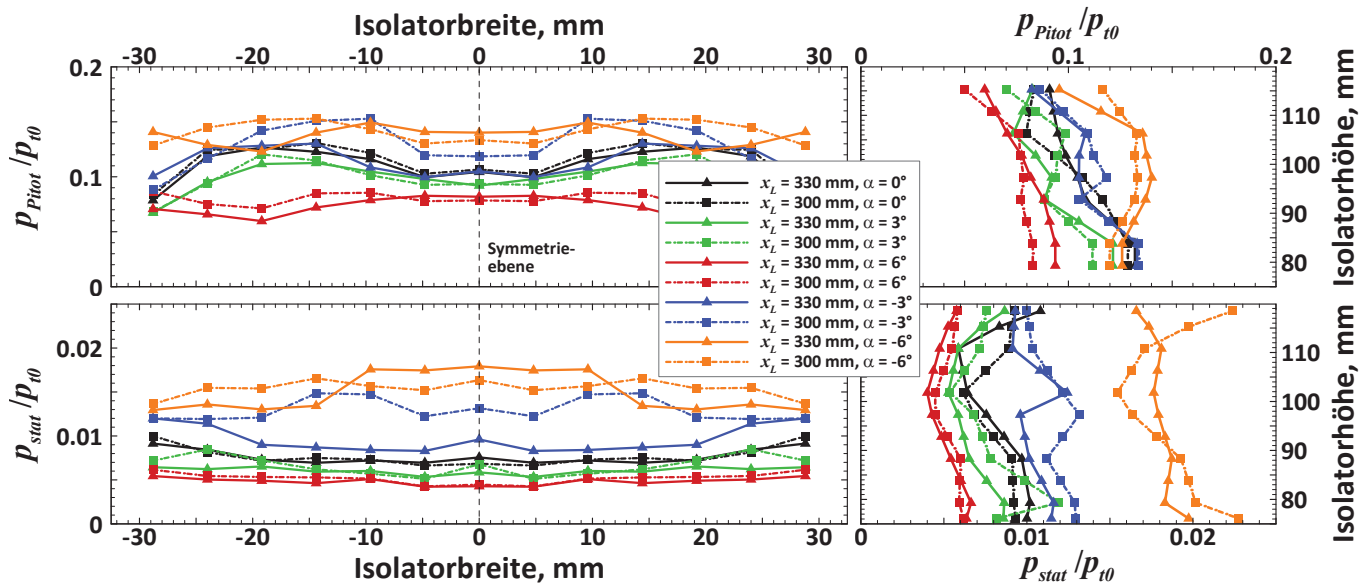 Isolatorbreite, mm
-30 -20 -10 0 10 20 30
p_Pitot /p_t0
0 0.1 0.2
0.2
0.1
0
p_Pitot /p_t0
Symmetrie-
ebene
110
100
90
80
Isolatorhöhe, mm
x_L = 330 mm, α = 0°
x_L = 300 mm, α = 0°
x_L = 330 mm, α = 3°
x_L = 300 mm, α = 3°
x_L = 330 mm, α = 6°
x_L = 300 mm, α = 6°
x_L = 330 mm, α = -3°
x_L = 300 mm, α = -3°
x_L = 330 mm, α = -6°
x_L = 300 mm, α = -6°
0.02
0.01
0
p_stat /p_t0
110
100
90
80
Isolatorhöhe, mm
-30 -20 -10 0 10 20 30
Isolatorbreite, mm
0.01 0.02
p_stat /p_t0